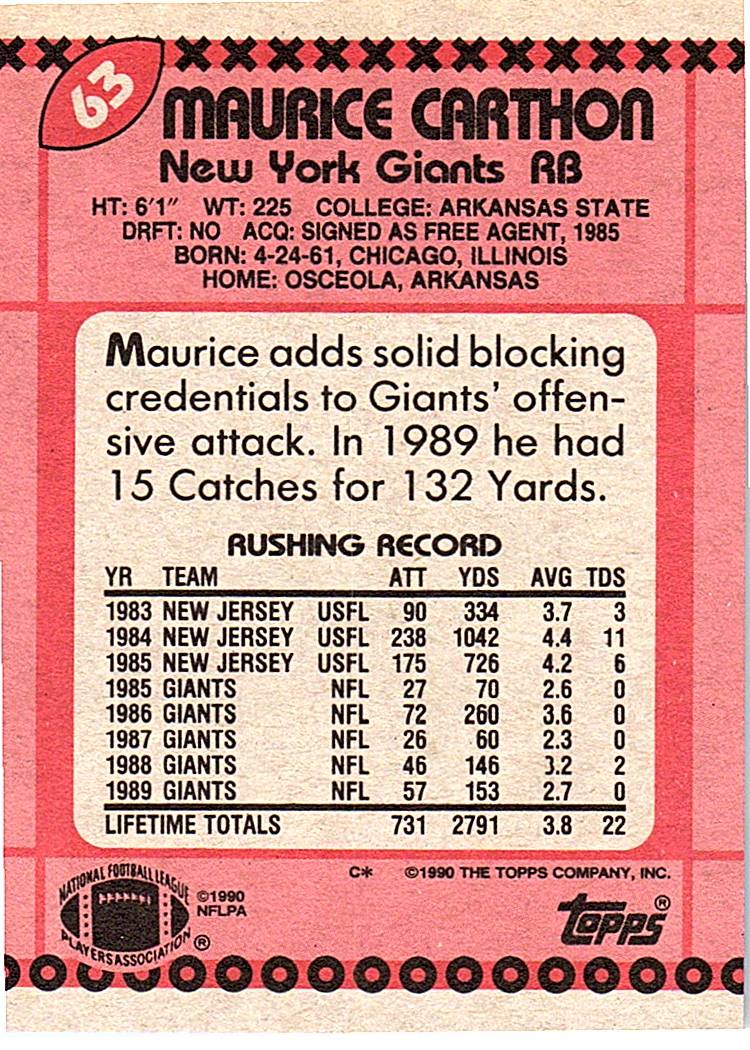 63
MAURICE CARTHON
New York Giants RB
HT: 6'1" WT: 225 COLLEGE: ARKANSAS STATE
DRFT: NO ACQ: SIGNED AS FREE AGENT, 1985
BORN: 4-24-61, CHICAGO, ILLINOIS
HOME: OSCEOLA, ARKANSAS
Maurice adds solid blocking
credentials to Giants' offen-
sive attack. In 1989 he had
15 Catches for 132 Yards.
RUSHING RECORD
YR TEAM ATT YDS AVG TDS
1983 NEW JERSEY USFL 90 334 3.7 3
1984 NEW JERSEY USFL 238 1042 4.4 11
1985 NEW JERSEY USFL 175 726 4.2 6
1985 GIANTS NFL 27 70 2.6 0
1986 GIANTS NFL 72 260 3.6 0
1987 GIANTS NFL 26 60 2.3 0
1988 GIANTS NFL 46 146 3.2 2
1989 GIANTS NFL 57 153 2.7 0
LIFETIME TOTALS 731 2791 3.8 22
C* ©1990 THE TOPPS COMPANY, INC.
NATIONAL FOOTBALL LEAGUE
PLAYERS ASSOCIATION ®
©1990
NFLPA
topps®